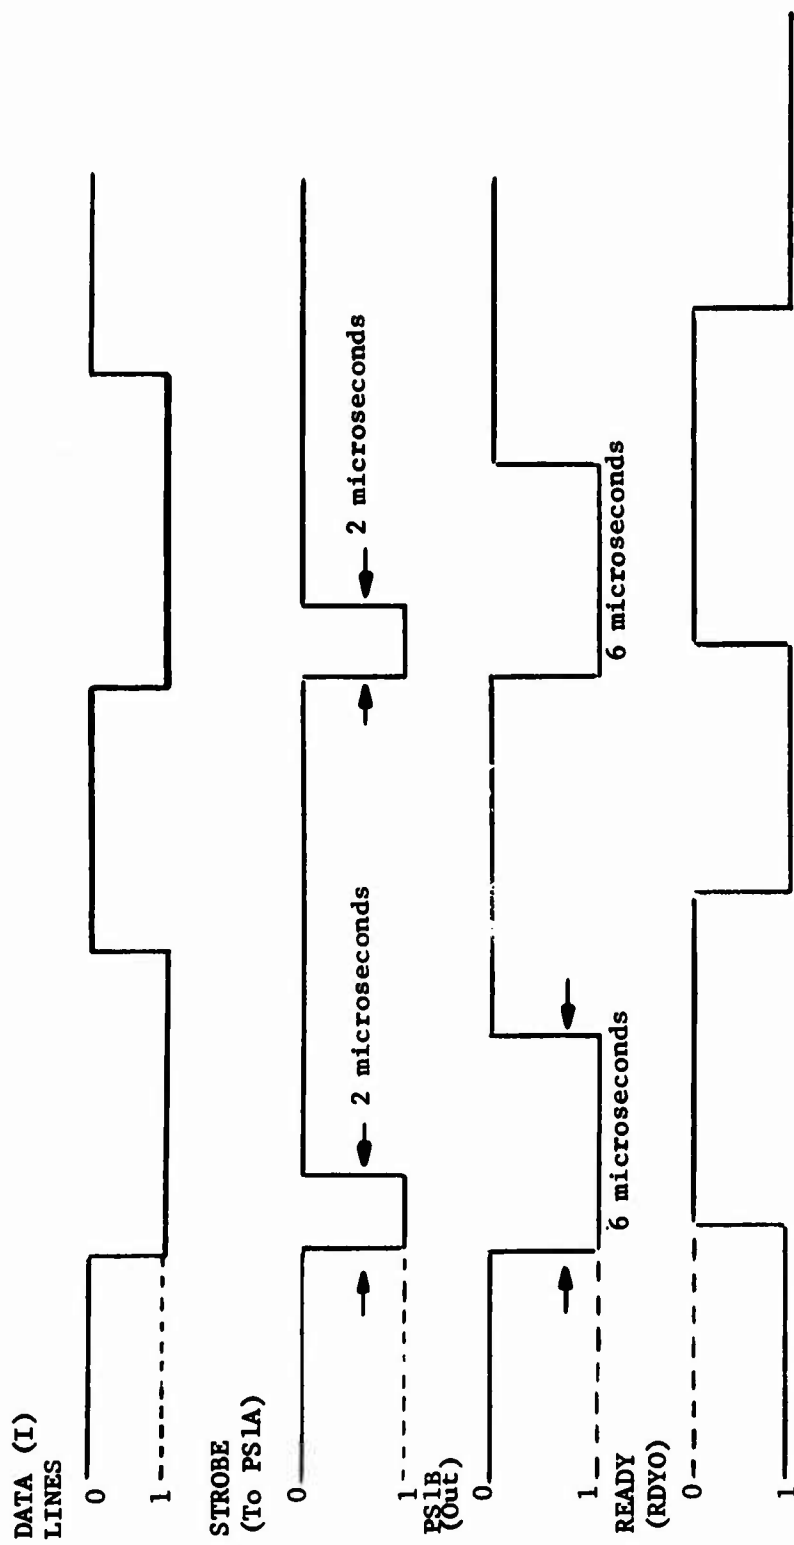 DATA (I)
LINES
0
1
STROBE
(To PS1A)
0
1
2 microseconds
2 microseconds
PS1B
(Out)
0
1
6 microseconds
6 microseconds
READY
(RDYO)
0
1